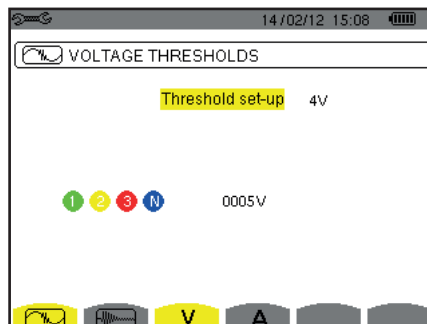 14/02/12 15:08
VOLTAGE THRESHOLDS
Threshold set-up 4V
1 2 3 N 0005V
V A